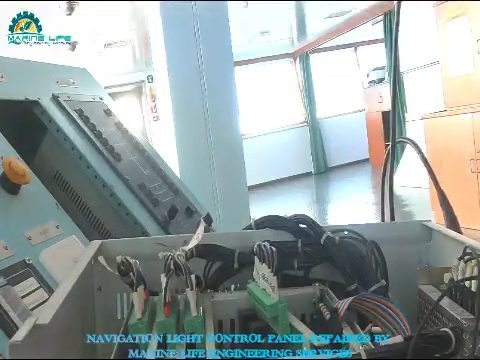 MARINE LIFE
NAVIGATION LIGHT CONTROL PANEL REPAIRED BY
MARINE LIFE ENGINEERING SERVICES